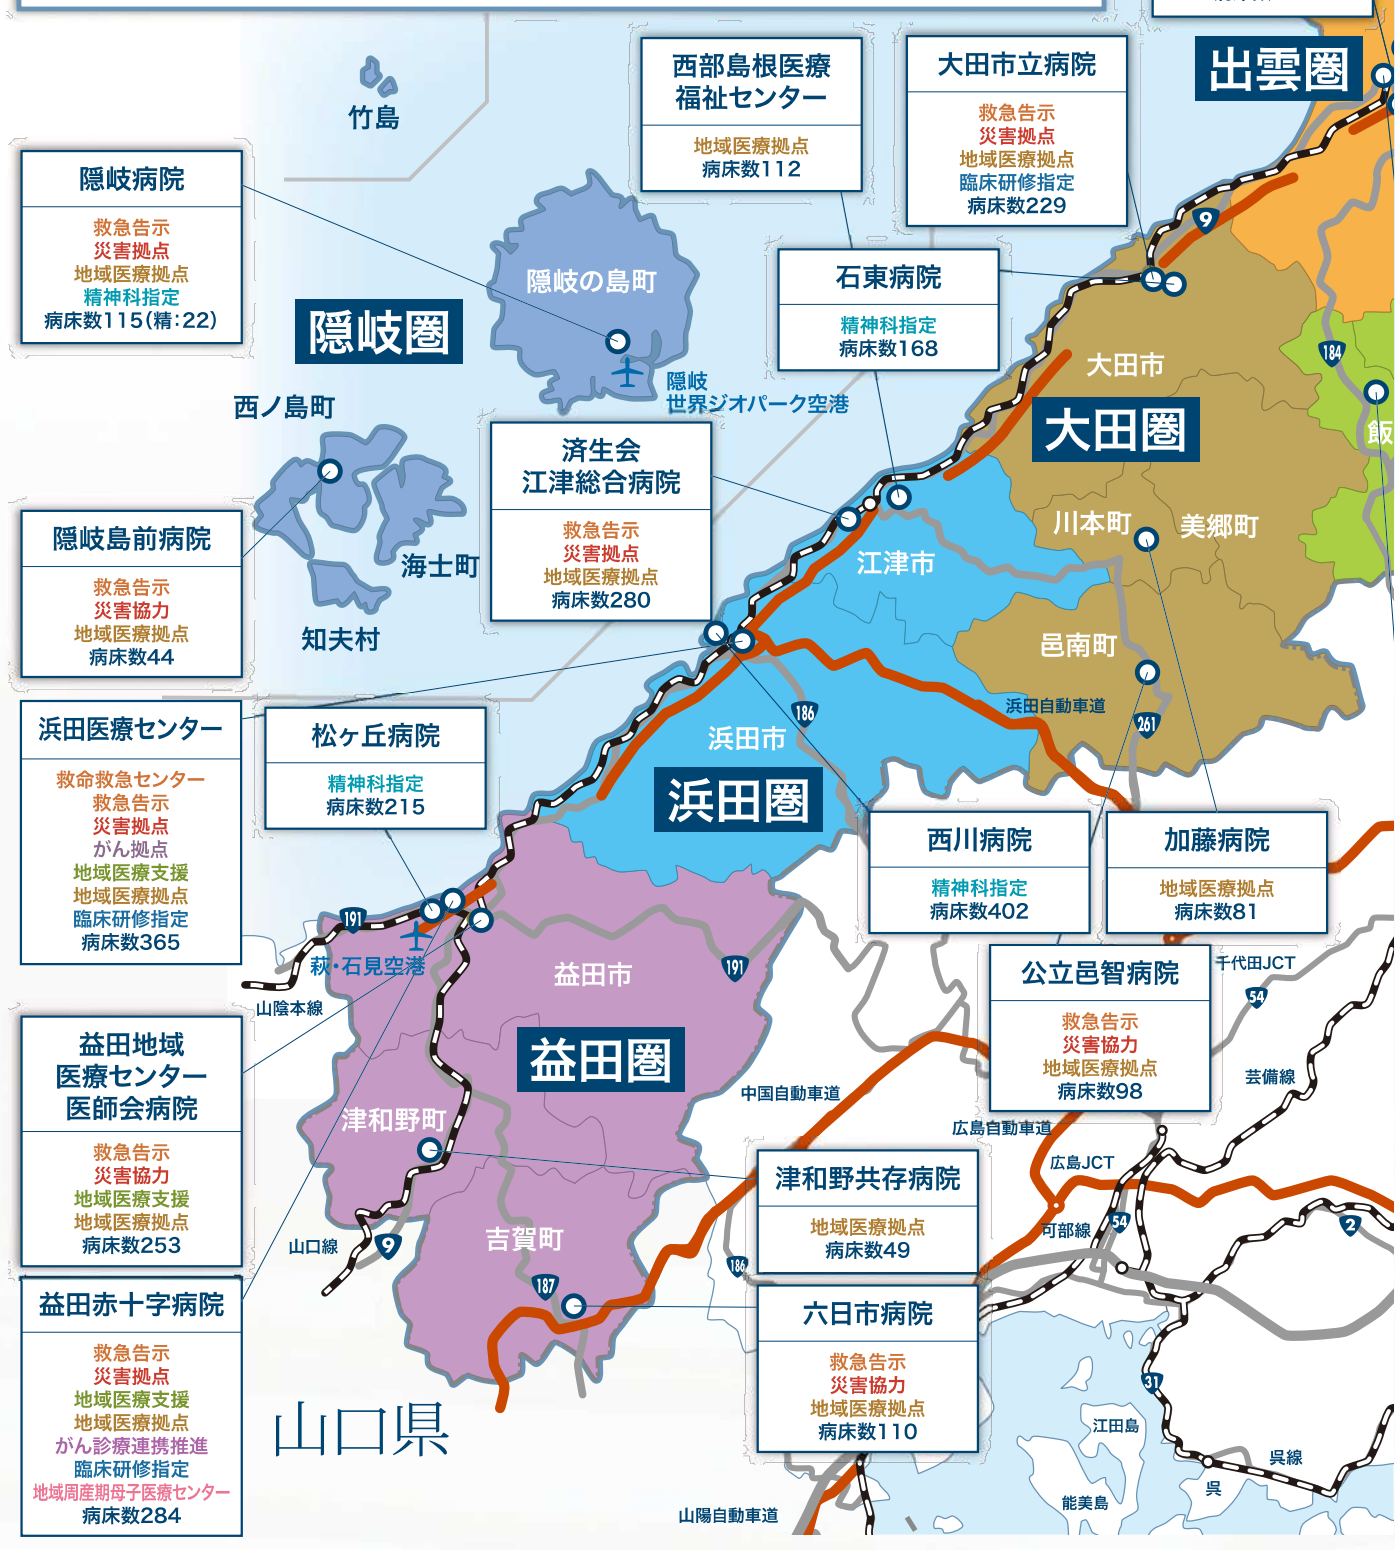 出雲圏
竹島
西部島根医療
福祉センター
地域医療拠点
病床数112
大田市立病院
救急告示
災害拠点
地域医療拠点
臨床研修指定
病床数229
隠岐病院
救急告示
災害拠点
地域医療拠点
精神科指定
病床数115(精:22)
隠岐の島町
隠岐圏
隠岐
世界ジオパーク空港
石東病院
精神科指定
病床数168
9
184
大田市
大田圏
飯
西ノ島町
海士町
知夫村
隠岐島前病院
救急告示
災害協力
地域医療拠点
病床数44
済生会
江津総合病院
救急告示
災害拠点
地域医療拠点
病床数280
川本町
美郷町
江津市
邑南町
浜田自動車道
186
261
浜田市
浜田圏
浜田医療センター
救命救急センター
救急告示
災害拠点
がん拠点
地域医療支援
地域医療拠点
臨床研修指定
病床数365
松ヶ丘病院
精神科指定
病床数215
西川病院
精神科指定
病床数402
加藤病院
地域医療拠点
病床数81
191
萩・石見空港
山陰本線
益田市
191
益田圏
公立邑智病院
救急告示
災害協力
地域医療拠点
病床数98
千代田JCT
54
芸備線
中国自動車道
広島自動車道
広島JCT
益田地域
医療センター
医師会病院
救急告示
災害協力
地域医療支援
地域医療拠点
病床数253
津和野町
津和野共存病院
地域医療拠点
病床数49
54
可部線
2
山口線
9
吉賀町
187
186
益田赤十字病院
救急告示
災害拠点
地域医療支援
地域医療拠点
がん診療連携推進
臨床研修指定
地域周産期母子医療センター
病床数284
六日市病院
救急告示
災害協力
地域医療拠点
病床数110
山口県
31
江田島
呉線
呉
能美島
山陽自動車道